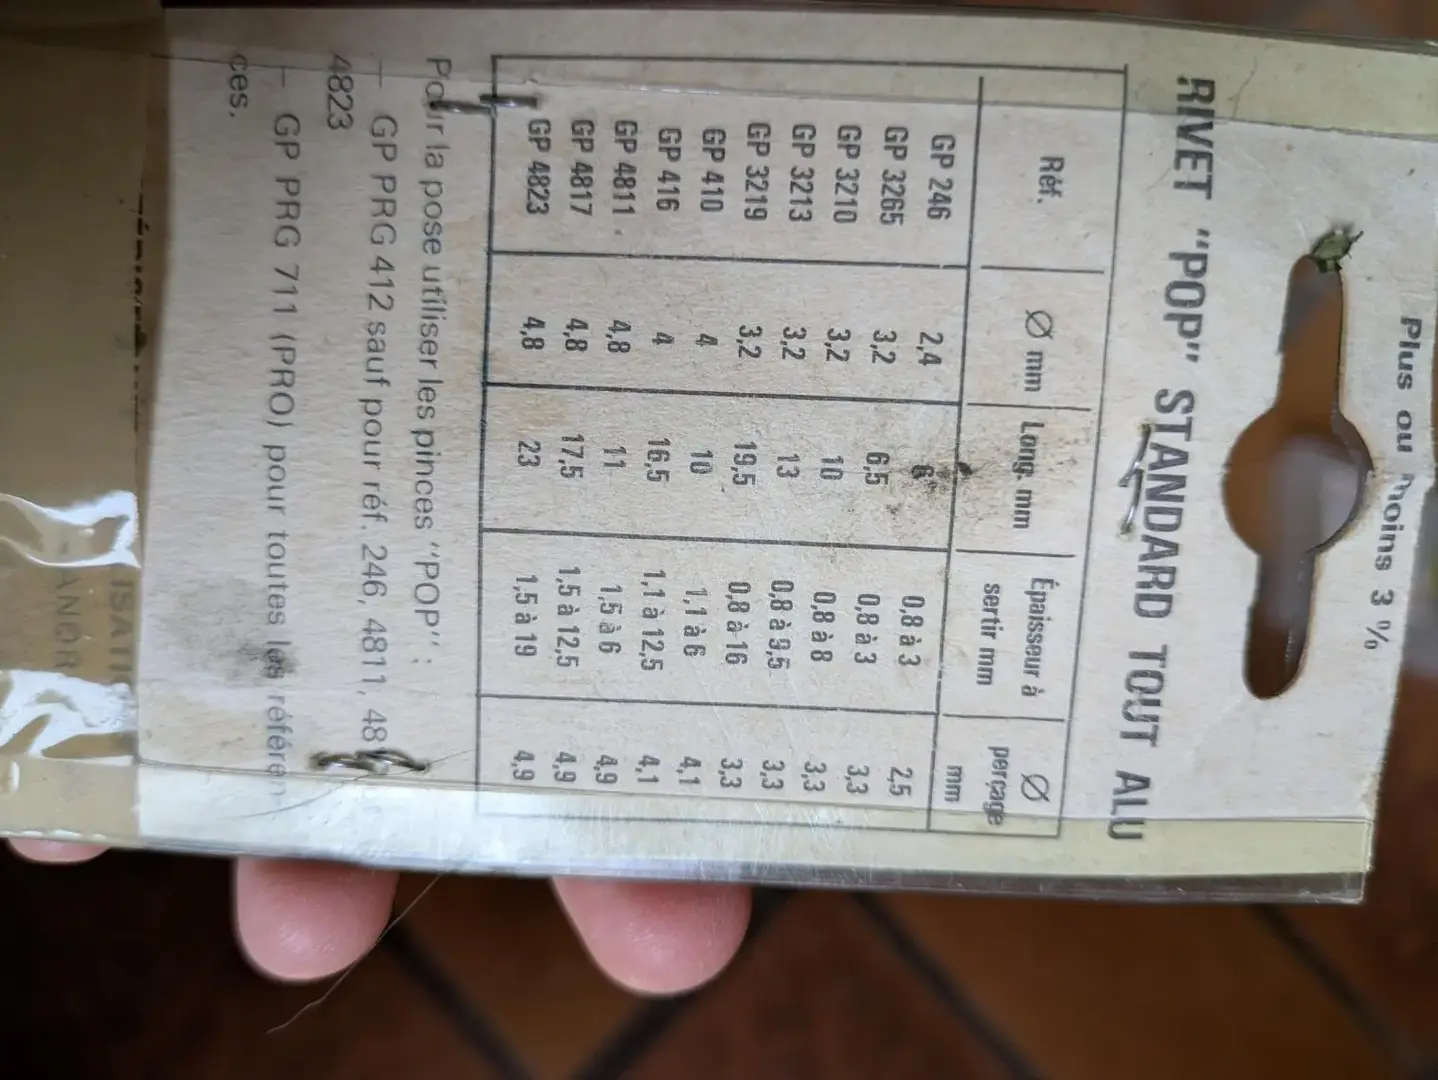 Plus ou moins 3 %
RIVET "POP" STANDARD TOUT ALU
Réf. Ø mm Long. mm Épaisseur à sertir mm Ø perçage mm
GP 246 2,4 6 0,8 à 3 2,5
GP 3265 3,2 6,5 0,8 à 3 3,3
GP 3210 3,2 10 0,8 à 8 3,3
GP 3213 3,2 13 0,8 à 9,5 3,3
GP 3219 3,2 19,5 0,8 à 16 3,3
GP 410 4 10 1,1 à 6 4,1
GP 416 4 16,5 1,1 à 12,5 4,1
GP 4811 4,8 11 1,5 à 6 4,9
GP 4817 4,8 17,5 1,5 à 12,5 4,9
GP 4823 4,8 23 1,5 à 19 4,9
Pour la pose utiliser les pinces "POP" :
— GP PRG 412 sauf pour réf. 246, 4811,
4823
— GP PRG 711 (PRO) pour toutes les référen-
ces.